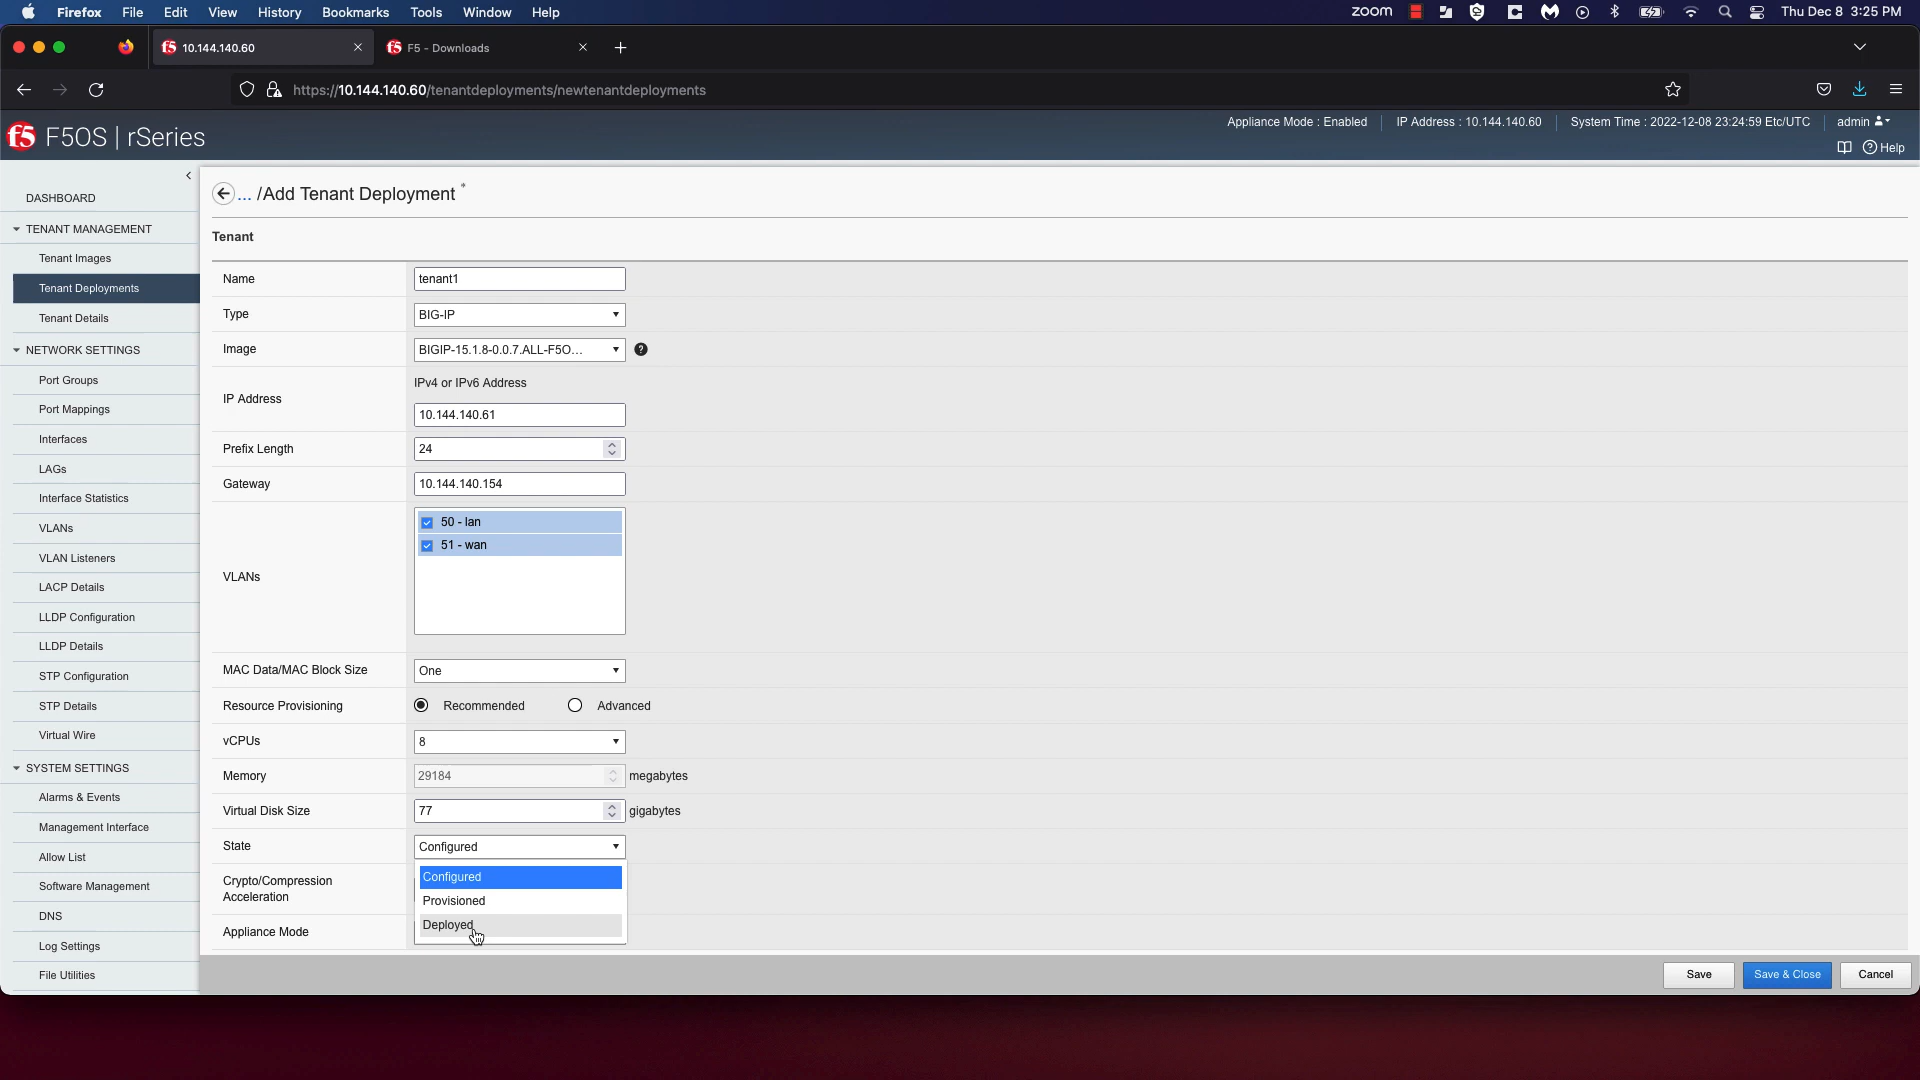 Firefox File Edit View History Bookmarks Tools Window Help zoom Thu Dec 8 3:25 PM
10.144.140.60 F5 - Downloads
https://10.144.140.60/tenantdeployments/newtenantdeployments
f5 F5OS | rSeries
Appliance Mode : Enabled IP Address : 10.144.140.60 System Time : 2022-12-08 23:24:59 Etc/UTC admin
Help
DASHBOARD
TENANT MANAGEMENT
Tenant Images
Tenant Deployments
Tenant Details
NETWORK SETTINGS
Port Groups
Port Mappings
Interfaces
LAGs
Interface Statistics
VLANs
VLAN Listeners
LACP Details
LLDP Configuration
LLDP Details
STP Configuration
STP Details
Virtual Wire
SYSTEM SETTINGS
Alarms & Events
Management Interface
Allow List
Software Management
DNS
Log Settings
File Utilities
... /Add Tenant Deployment *
Tenant
Name tenant1
Type BIG-IP
Image BIGIP-15.1.8-0.0.7.ALL-F5O...
IPv4 or IPv6 Address
IP Address
10.144.140.61
Prefix Length 24
Gateway 10.144.140.154
50 - lan
51 - wan
VLANs
MAC Data/MAC Block Size One
Resource Provisioning Recommended Advanced
vCPUs 8
Memory 29184 megabytes
Virtual Disk Size 77 gigabytes
State Configured
Configured
Provisioned
Deployed
Crypto/Compression
Acceleration
Appliance Mode
Save Save & Close Cancel